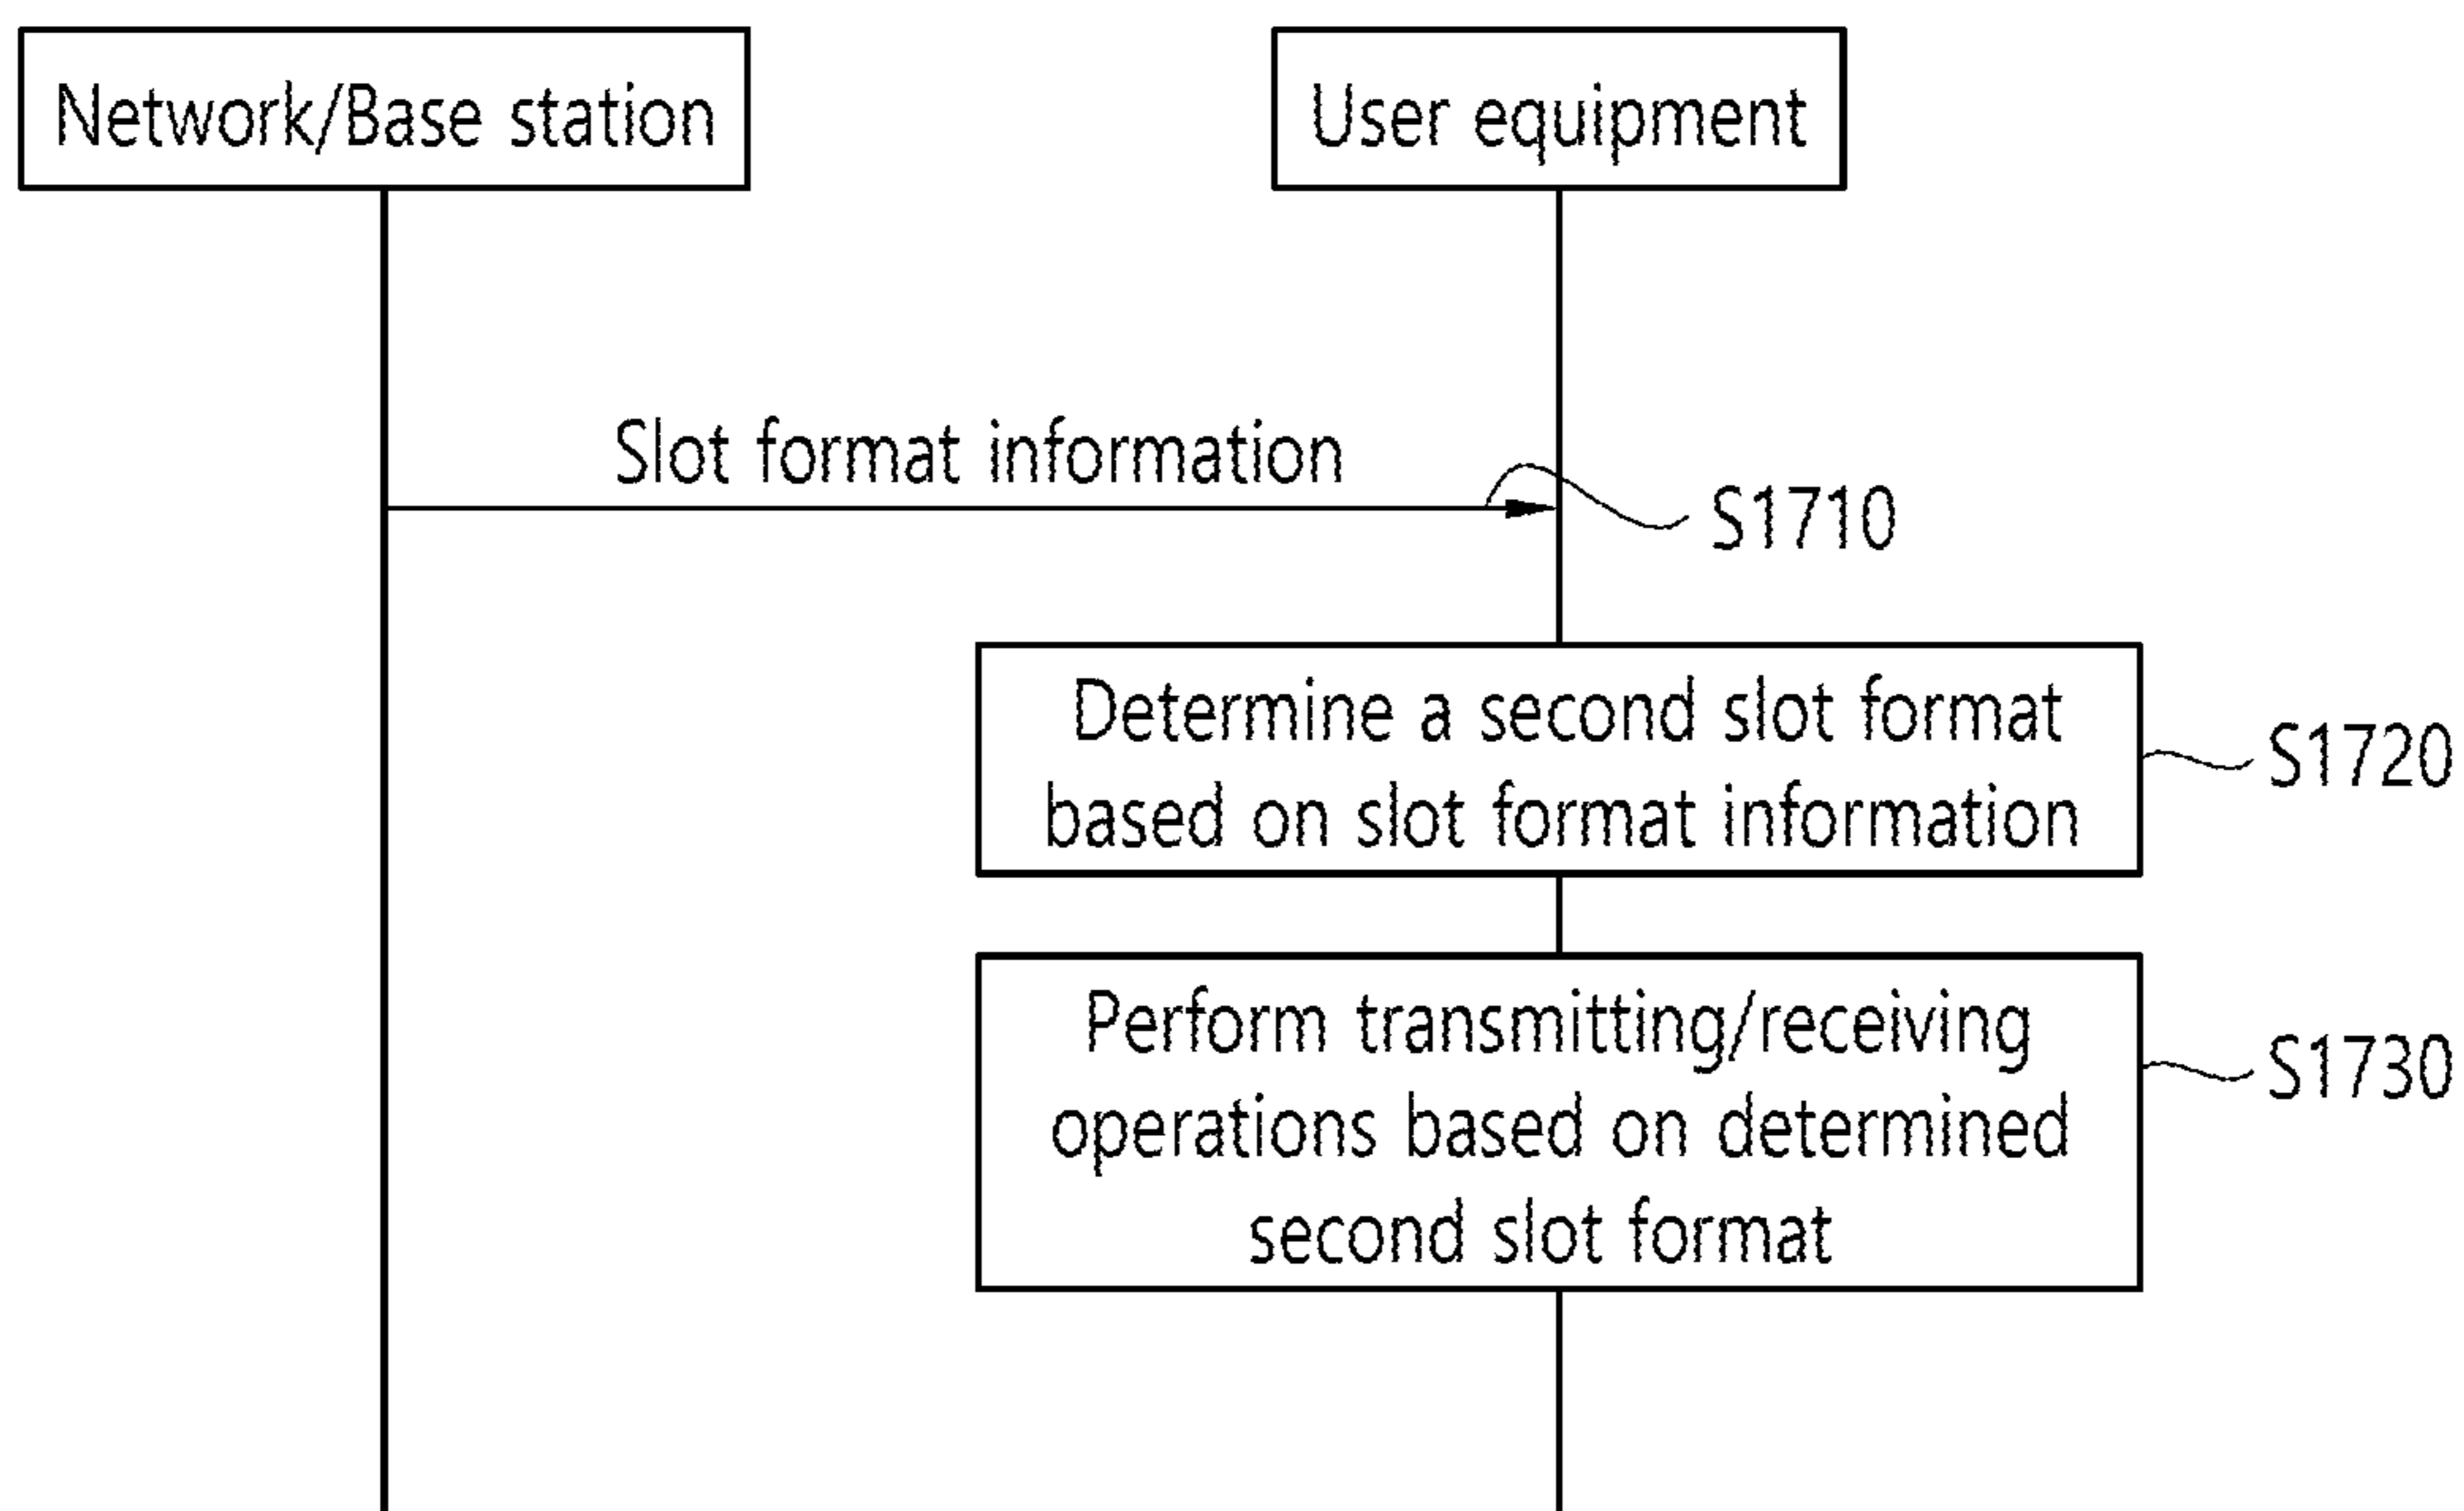 Network/Base station
User equipment
Slot format information
S1710
Determine a second slot format
based on slot format information
S1720
Perform transmitting/receiving
operations based on determined
second slot format
S1730